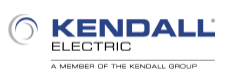 KENDALL®
ELECTRIC
A MEMBER OF THE KENDALL GROUP